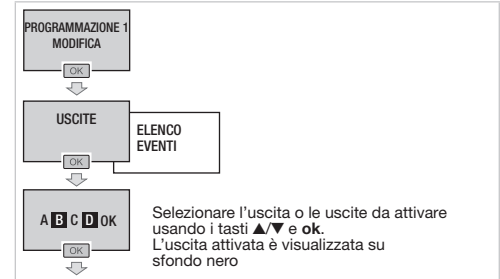 PROGRAMMAZIONE 1
MODIFICA
OK
USCITE
ELENCO
EVENTI
OK
A B C D OK
Selezionare l'uscita o le uscite da attivare
usando i tasti ▲/▼ e ok.
L'uscita attivata è visualizzata su
sfondo nero
OK